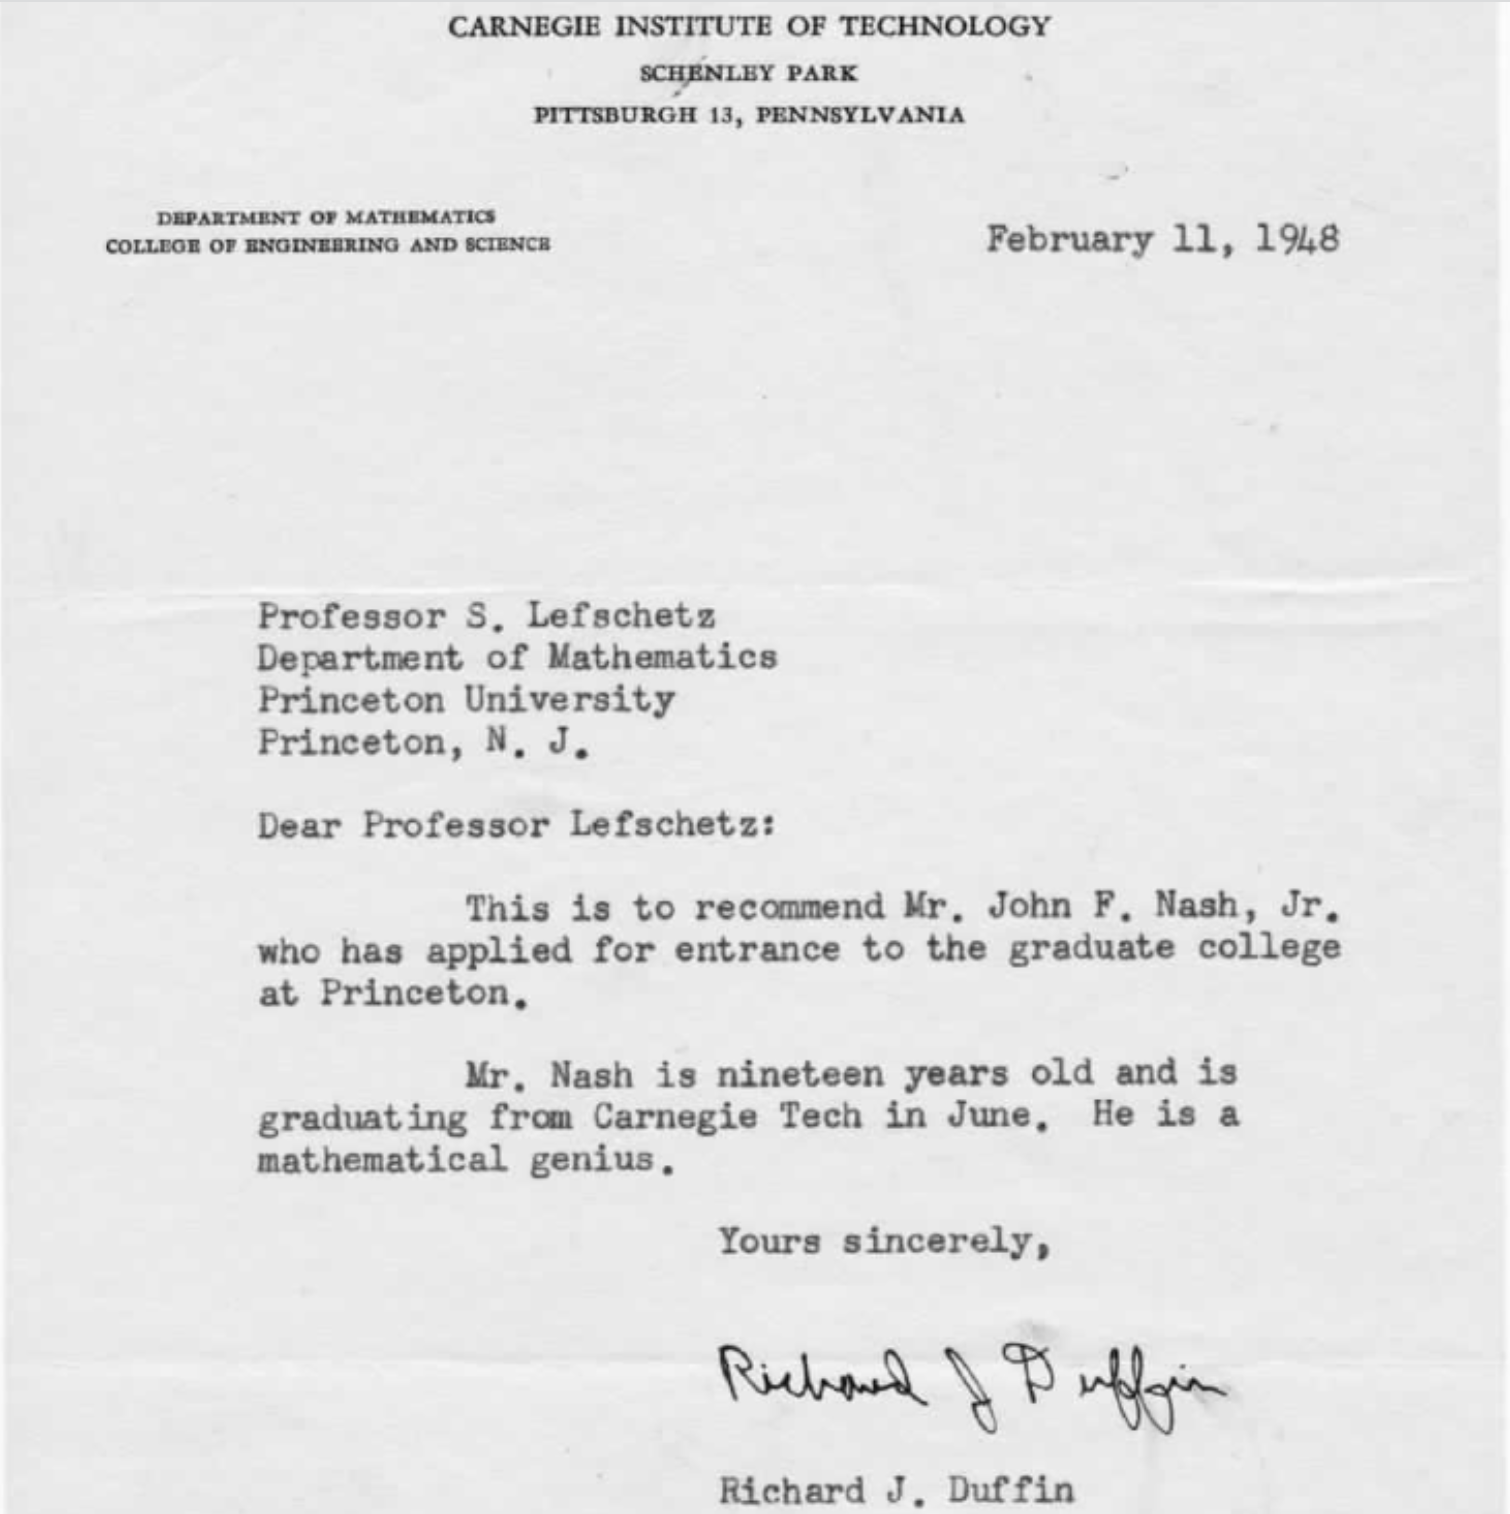 CARNEGIE INSTITUTE OF TECHNOLOGY
SCHENLEY PARK
PITTSBURGH 13, PENNSYLVANIA
DEPARTMENT OF MATHEMATICS
COLLEGE OF ENGINEERING AND SCIENCE
February 11, 1948
Professor S. Lefschetz
Department of Mathematics
Princeton University
Princeton, N. J.
Dear Professor Lefschetz:
This is to recommend Mr. John F. Nash, Jr.
who has applied for entrance to the graduate college
at Princeton.
Mr. Nash is nineteen years old and is
graduating from Carnegie Tech in June. He is a
mathematical genius.
Yours sincerely,
Richard J Duffin
Richard J. Duffin